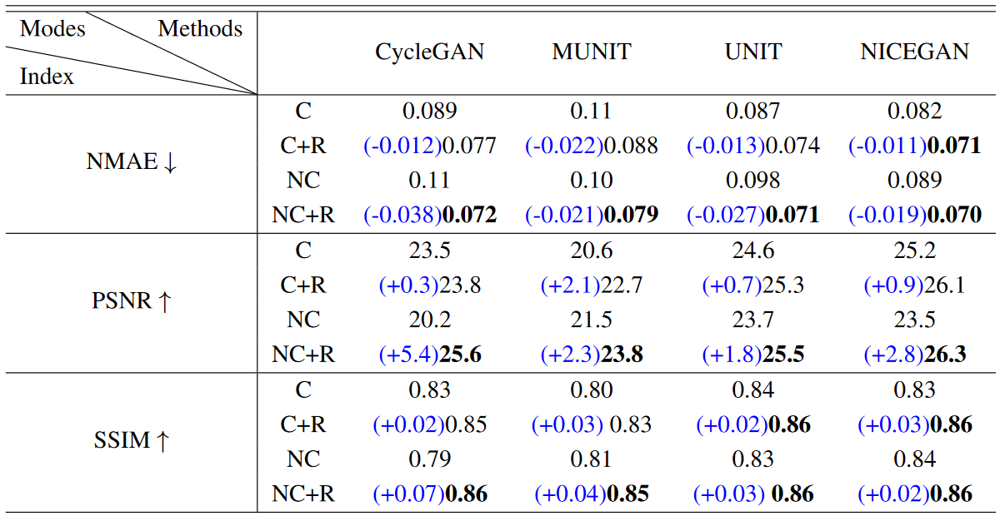 Modes Methods
Index
CycleGAN MUNIT UNIT NICEGAN
NMAE ↓
C 0.089 0.11 0.087 0.082
C+R (-0.012)0.077 (-0.022)0.088 (-0.013)0.074 (-0.011)0.071
NC 0.11 0.10 0.098 0.089
NC+R (-0.038)0.072 (-0.021)0.079 (-0.027)0.071 (-0.019)0.070
PSNR ↑
C 23.5 20.6 24.6 25.2
C+R (+0.3)23.8 (+2.1)22.7 (+0.7)25.3 (+0.9)26.1
NC 20.2 21.5 23.7 23.5
NC+R (+5.4)25.6 (+2.3)23.8 (+1.8)25.5 (+2.8)26.3
SSIM ↑
C 0.83 0.80 0.84 0.83
C+R (+0.02)0.85 (+0.03) 0.83 (+0.02)0.86 (+0.03)0.86
NC 0.79 0.81 0.83 0.84
NC+R (+0.07)0.86 (+0.04)0.85 (+0.03) 0.86 (+0.02)0.86